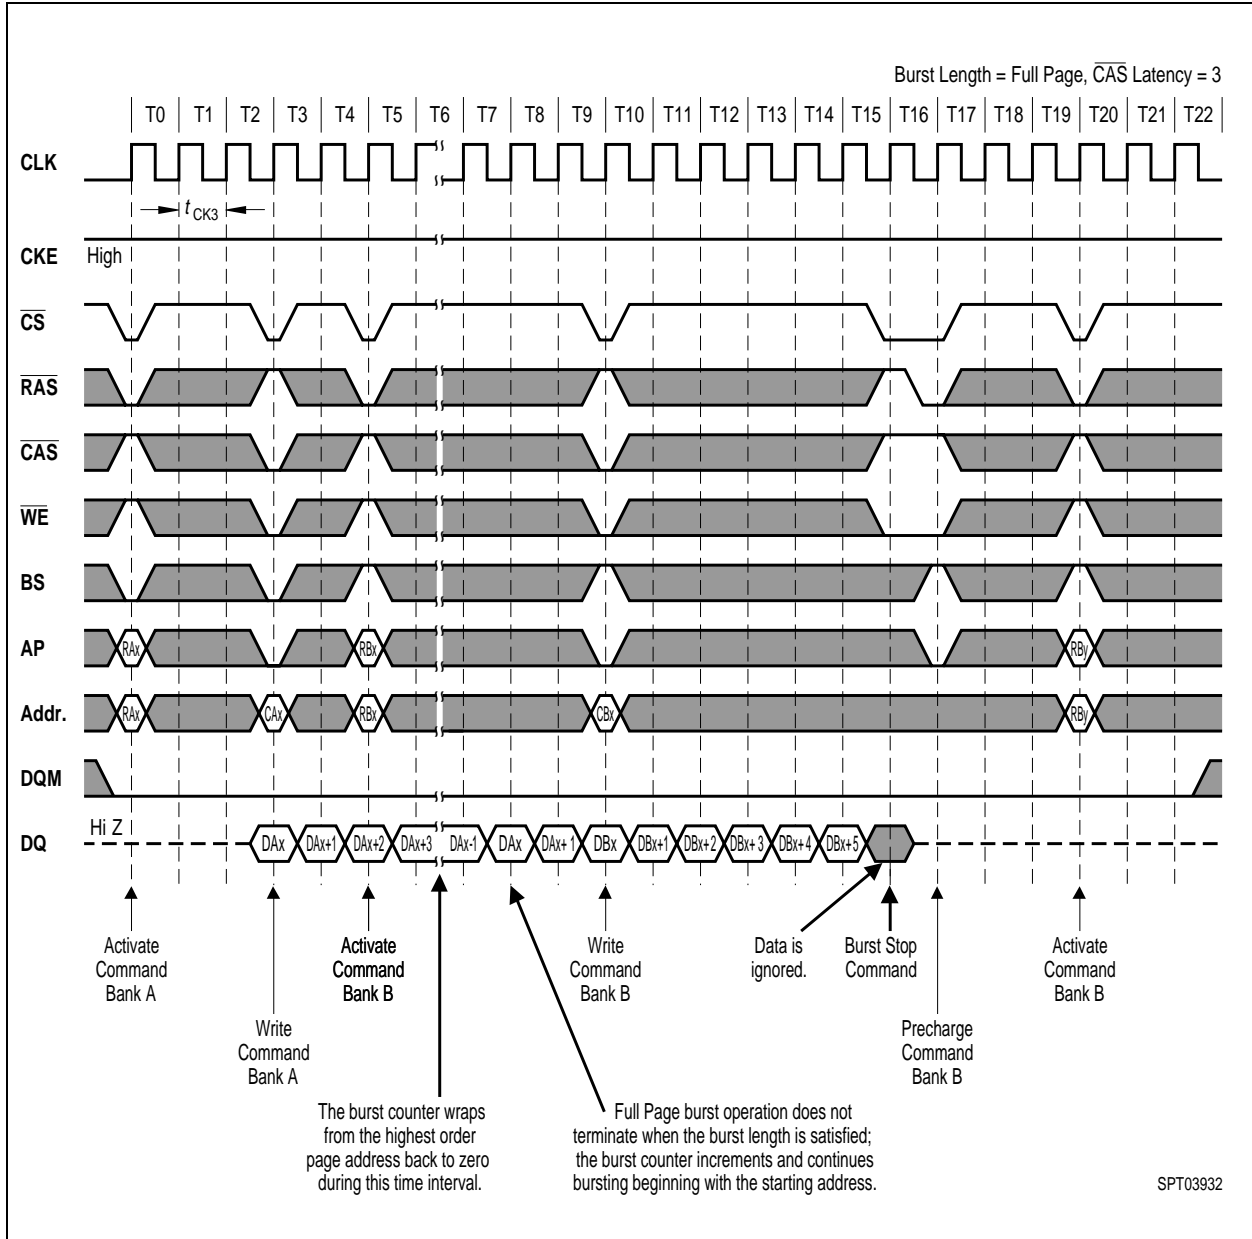 Burst Length = Full Page, CAS Latency = 3
T0 T1 T2 T3 T4 T5 T6 T7 T8 T9 T10 T11 T12 T13 T14 T15 T16 T17 T18 T19 T20 T21 T22
CLK
t CK3
CKE High
CS
RAS
CAS
WE
BS
AP RAx RBx RBy
Addr. RAx CAx RBx CBx RBy
DQM
Hi Z
DQ DAx DAx+1 DAx+2 DAx+3 DAx-1 DAx DAx+1 DBx DBx+1 DBx+2 DBx+3 DBx+4 DBx+5
Activate
Command
Bank A
Write
Command
Bank A
Activate
Command
Bank B
Write
Command
Bank B
Data is
ignored.
Burst Stop
Command
Precharge
Command
Bank B
Activate
Command
Bank B
The burst counter wraps
from the highest order
page address back to zero
during this time interval.
Full Page burst operation does not
terminate when the burst length is satisfied;
the burst counter increments and continues
bursting beginning with the starting address.
SPT03932